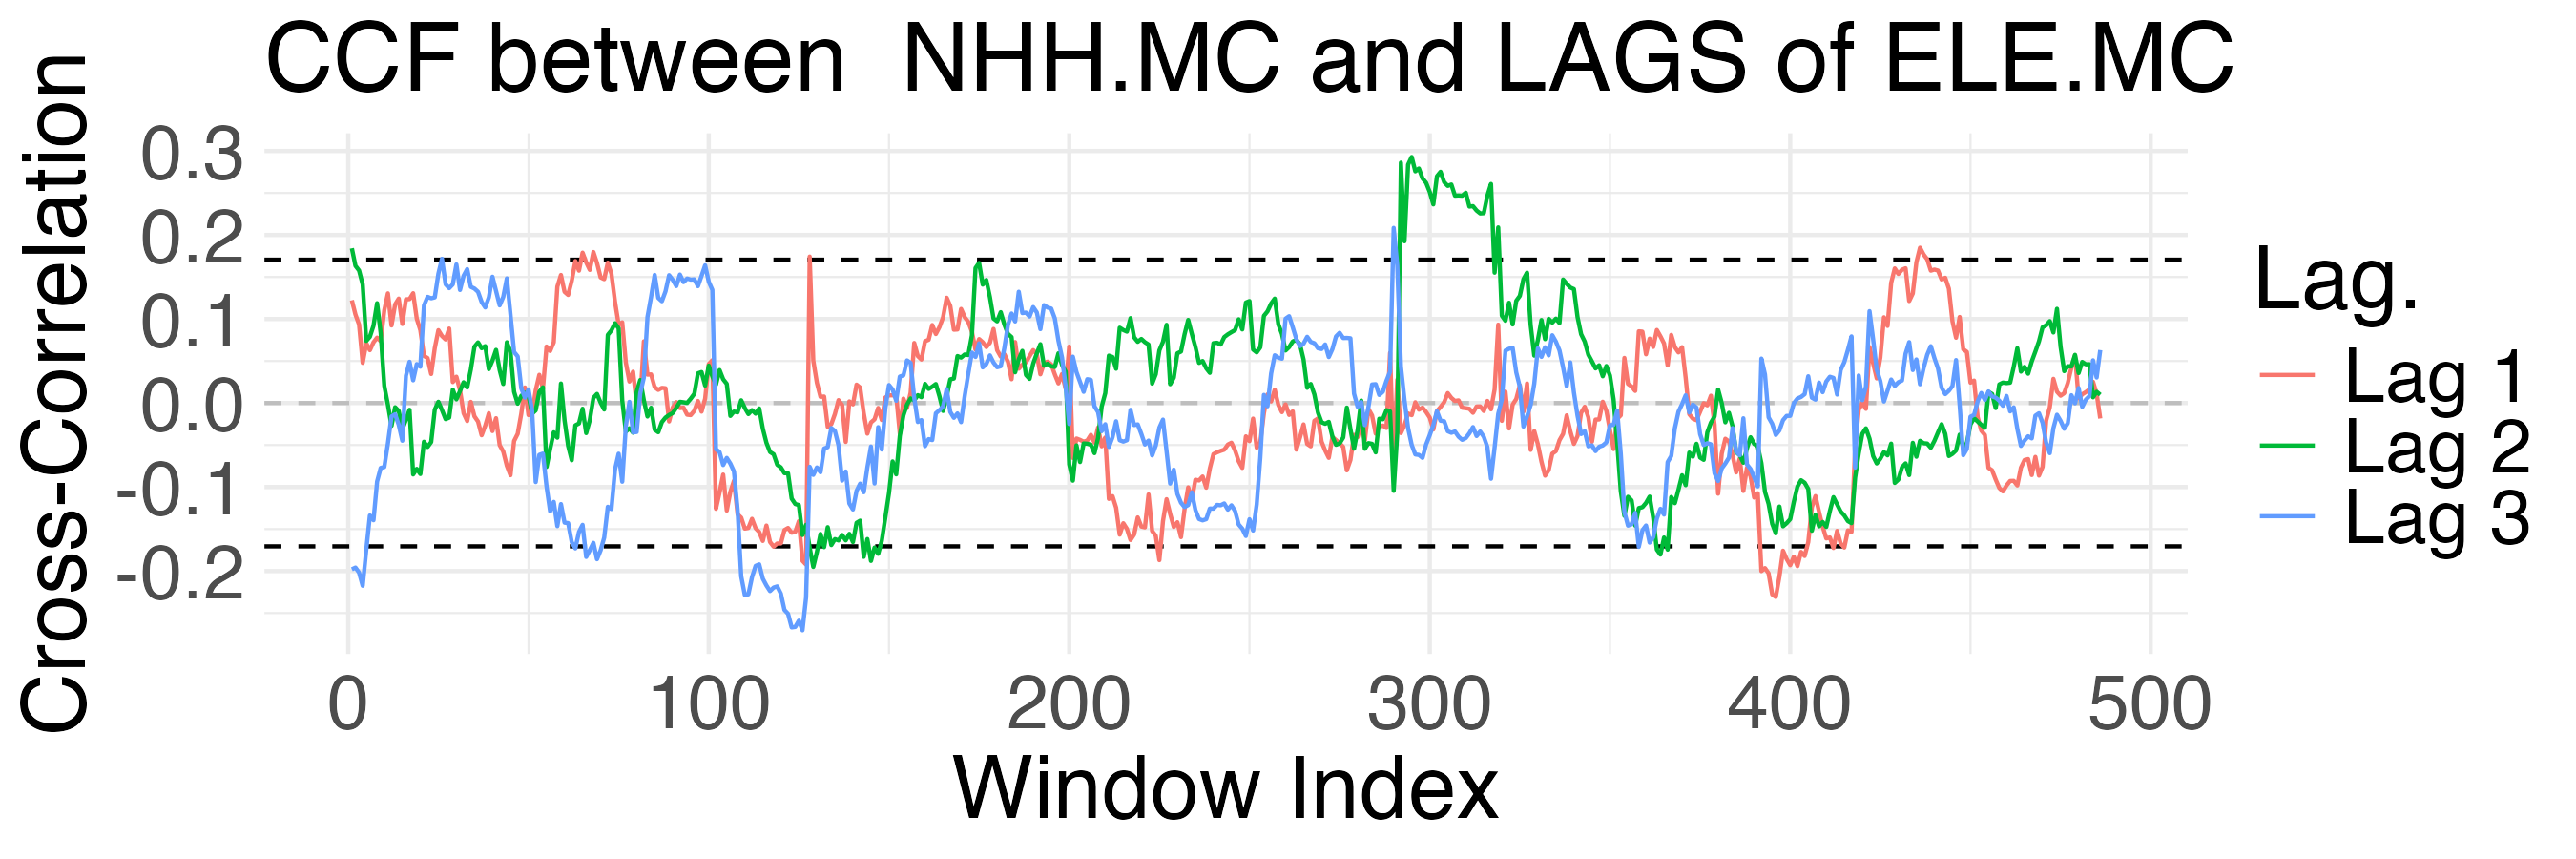 CCF between  NHH.MC and LAGS of ELE.MC
Cross-Correlation
0.3
0.2
0.1
0.0
-0.1
-0.2
0 100 200 300 400 500
Window Index
Lag.
Lag 1
Lag 2
Lag 3